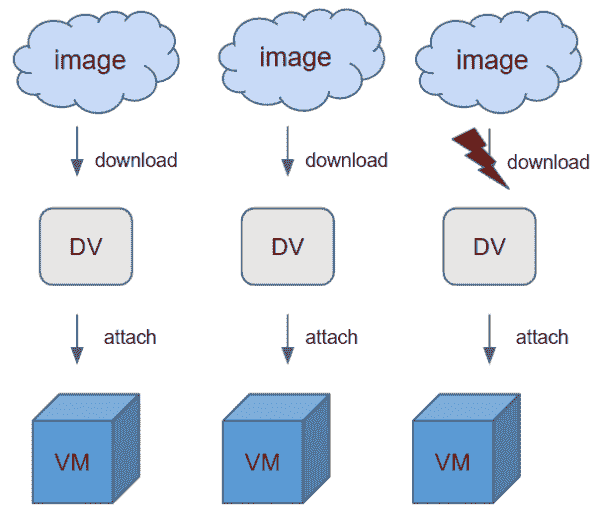 image image image
download download download
DV DV DV
attach attach attach
VM VM VM